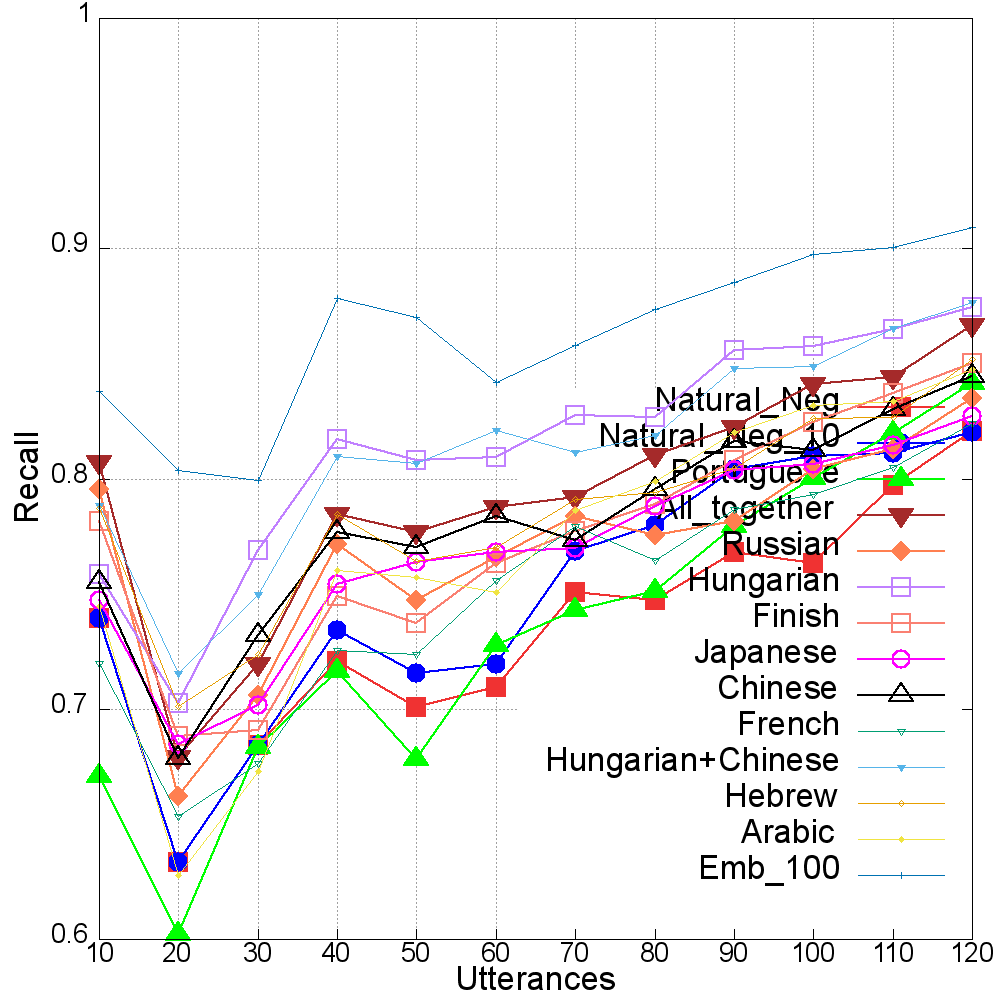 1
0.9
0.8
0.7
0.6
Recall
Natural_Neg
Natural_Neg_10
Portuguese
All_together
Russian
Hungarian
Finish
Japanese
Chinese
French
Hungarian+Chinese
Hebrew
Arabic
Emb_100
10 20 30 40 50 60 70 80 90 100 110 120
Utterances